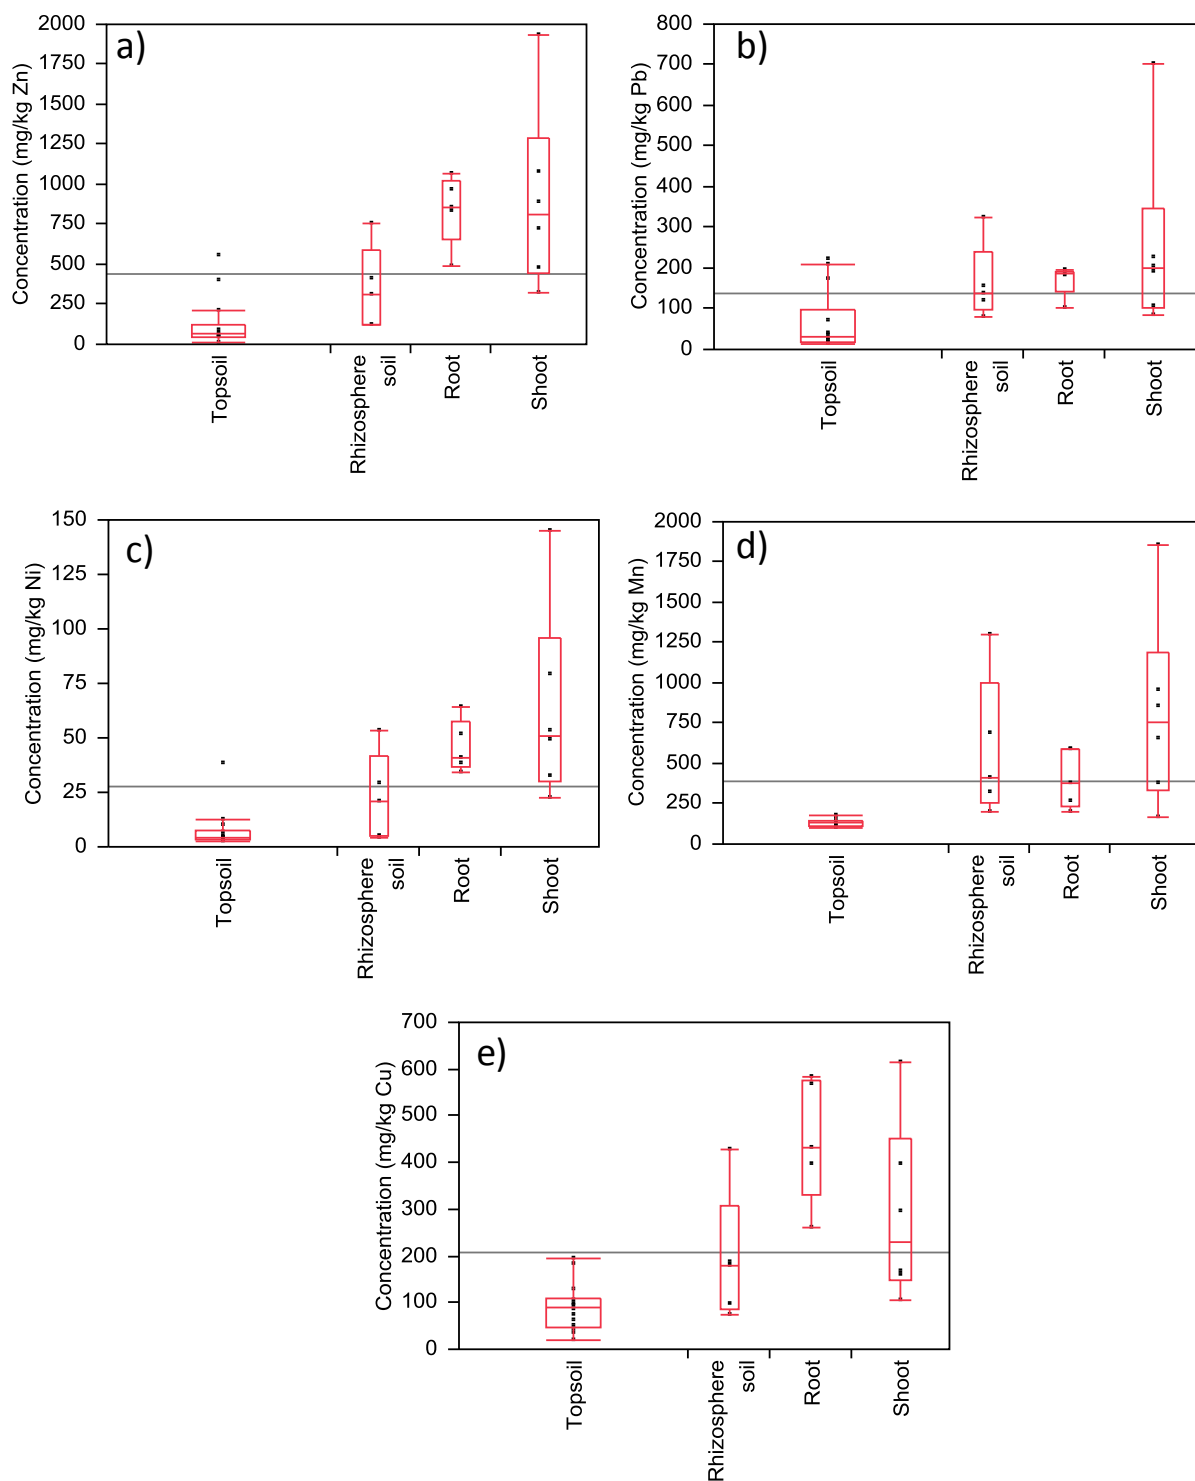 a)
Concentration (mg/kg Zn)
2000
1750
1500
1250
1000
750
500
250
0
Topsoil
Rhizosphere
soil
Root
Shoot
b)
Concentration (mg/kg Pb)
800
700
600
500
400
300
200
100
0
Topsoil
Rhizosphere
soil
Root
Shoot
c)
Concentration (mg/kg Ni)
150
125
100
75
50
25
0
Topsoil
Rhizosphere
soil
Root
Shoot
d)
Concentration (mg/kg Mn)
2000
1750
1500
1250
1000
750
500
250
0
Topsoil
Rhizosphere
soil
Root
Shoot
e)
Concentration (mg/kg Cu)
700
600
500
400
300
200
100
0
Topsoil
Rhizosphere
soil
Root
Shoot